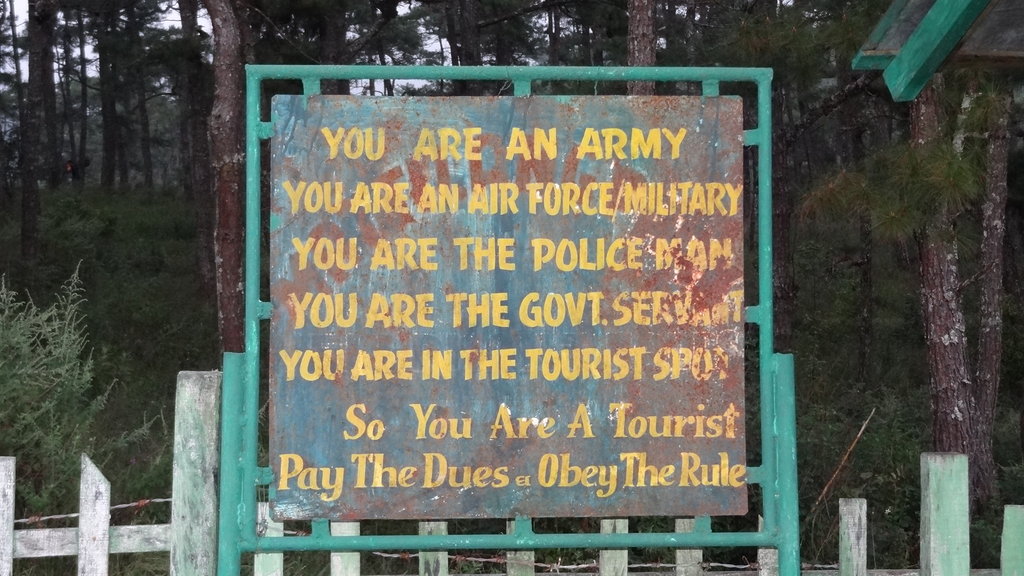 YOU ARE AN ARMY
YOU ARE AN AIR FORCE/MILITARY
YOU ARE THE POLICE MAN
YOU ARE THE GOVT. SERVANT
YOU ARE IN THE TOURIST SPOT
So You Are A Tourist
Pay The Dues & Obey The Rule